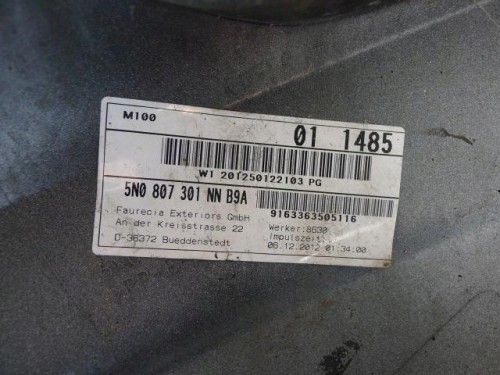 M100
01 1485
W1 201250122103 PG
5N0 807 301 NN B9A
9163363505116
Faurecia Exteriors GmbH
An der Kreisstrasse 22
D-38372 Bueddenstedt
Werker:8630
Impulszeit:
06.12.2012 01:34:00